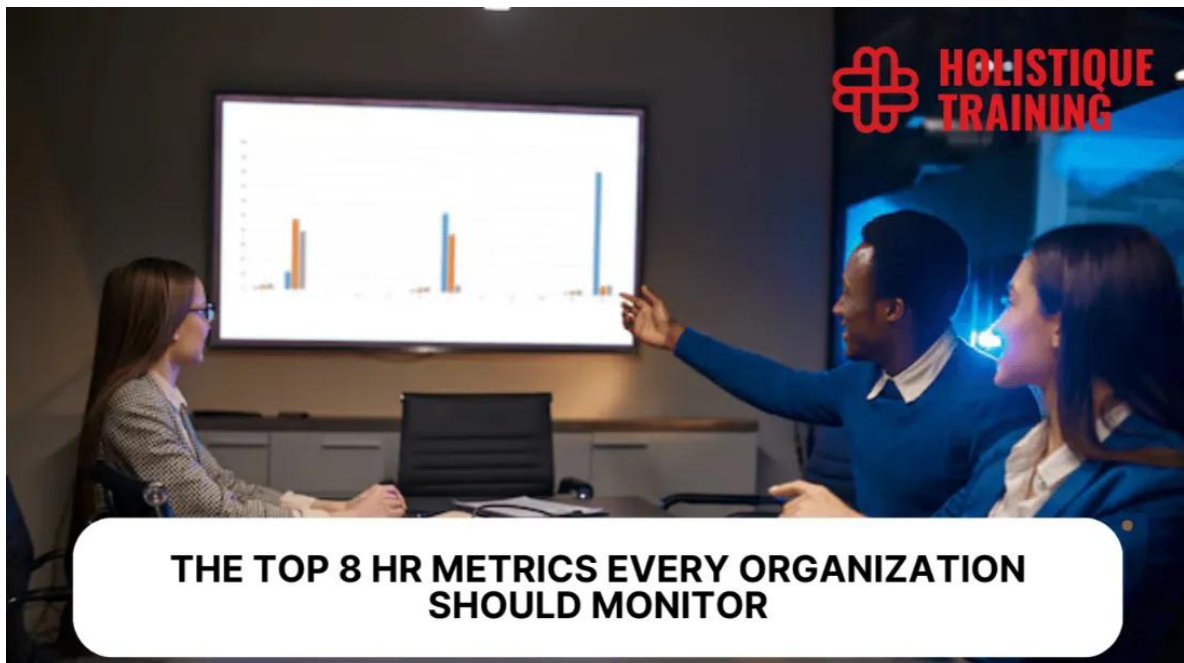 HOLISTIQUE
TRAINING
THE TOP 8 HR METRICS EVERY ORGANIZATION
SHOULD MONITOR